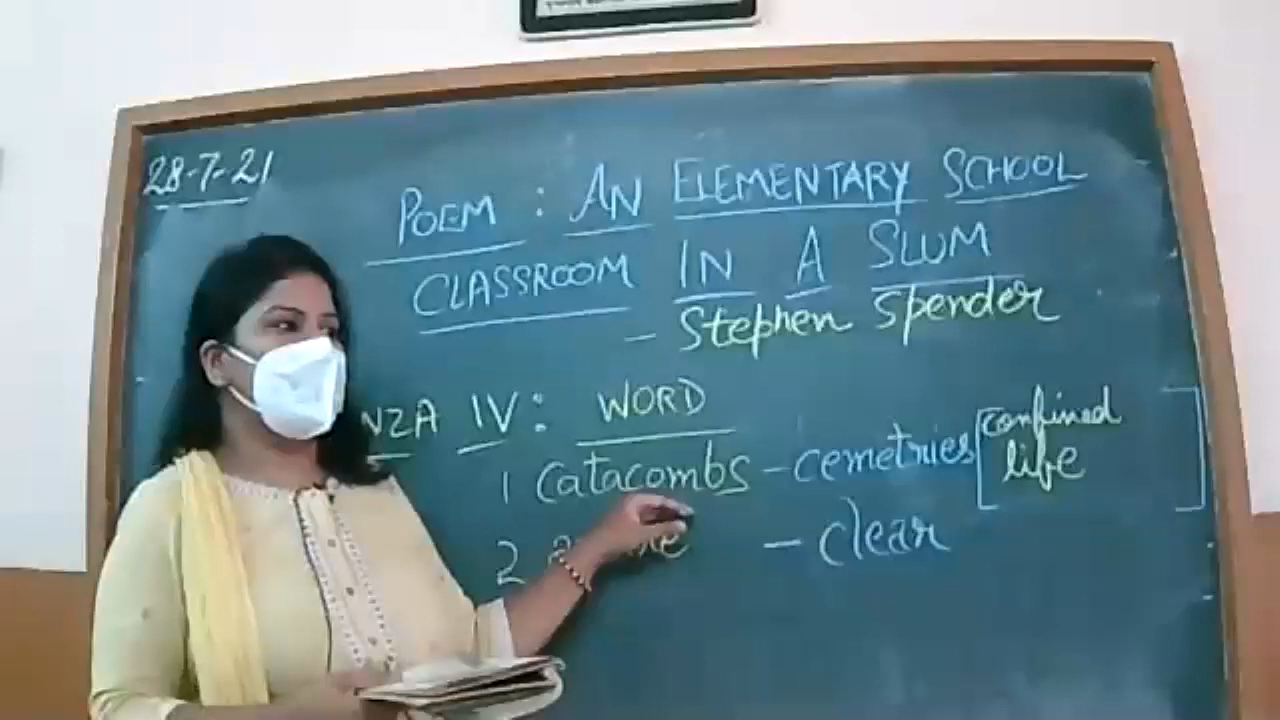 28-7-21
POEM : AN ELEMENTARY SCHOOL
CLASSROOM IN A SLUM
- Stephen Spender
IV : WORD
1 Catacombs - cemetries [confined life]
2 - clear